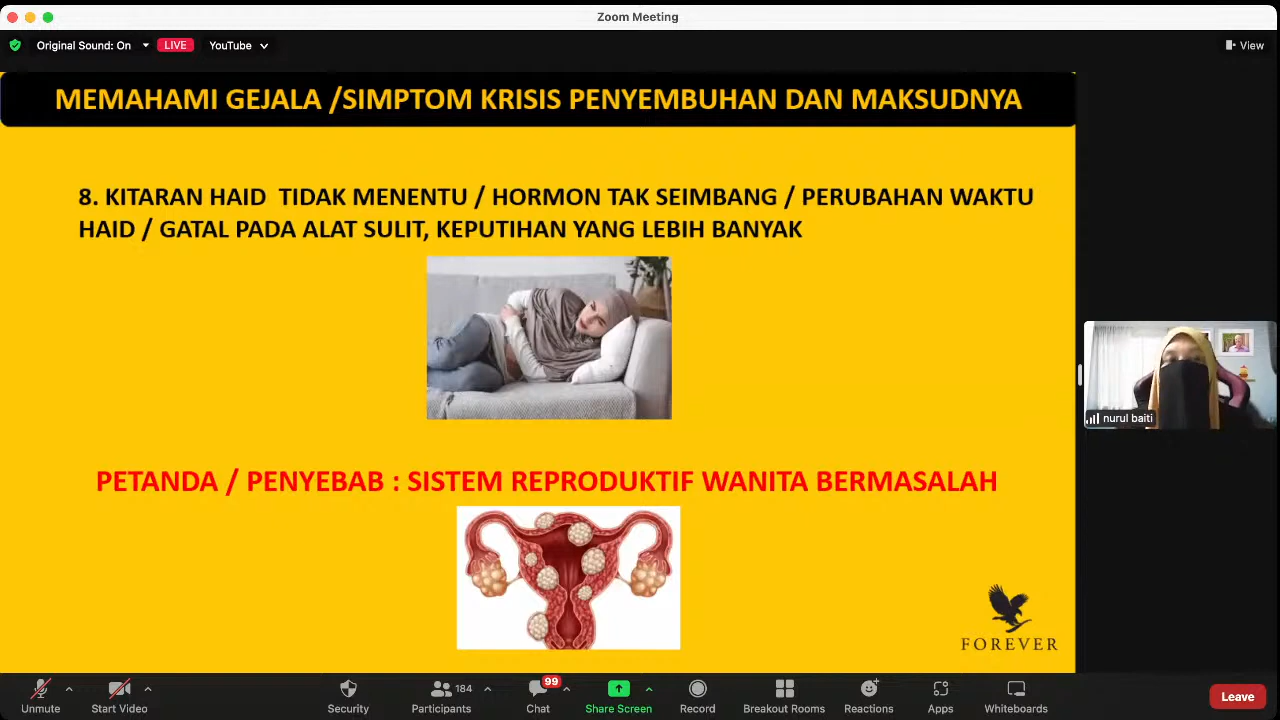 Zoom Meeting
Original Sound: On
LIVE
YouTube
View
MEMAHAMI GEJALA /SIMPTOM KRISIS PENYEMBUHAN DAN MAKSUDNYA
8. KITARAN HAID TIDAK MENENTU / HORMON TAK SEIMBANG / PERUBAHAN WAKTU
HAID / GATAL PADA ALAT SULIT, KEPUTIHAN YANG LEBIH BANYAK
nurul baiti
PETANDA / PENYEBAB : SISTEM REPRODUKTIF WANITA BERMASALAH
FOREVER
184
99
Unmute
Start Video
Security
Participants
Chat
Share Screen
Record
Breakout Rooms
Reactions
Apps
Whiteboards
Leave